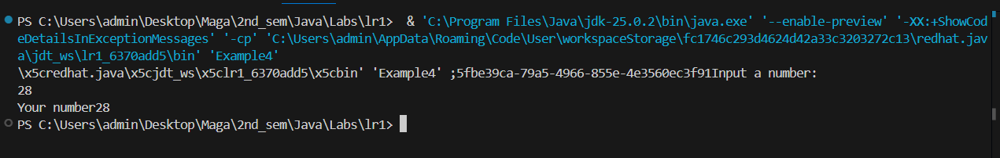 PS C:\Users\admin\Desktop\Maga\2nd_sem\Java\Labs\lr1>  & 'C:\Program Files\Java\jdk-25.0.2\bin\java.exe' '--enable-preview' '-XX:+ShowCod
eDetailsInExceptionMessages' '-cp' 'C:\Users\admin\AppData\Roaming\Code\User\workspaceStorage\fc1746c293d4624d42a33c3203272c13\redhat.jav
a\jdt_ws\lr1_6370add5\bin' 'Example4'
\x5credhat.java\x5cjdt_ws\x5clr1_6370add5\x5cbin' 'Example4' ;5fbe39ca-79a5-4966-855e-4e3560ec3f91Input a number:
28
Your number28
PS C:\Users\admin\Desktop\Maga\2nd_sem\Java\Labs\lr1>